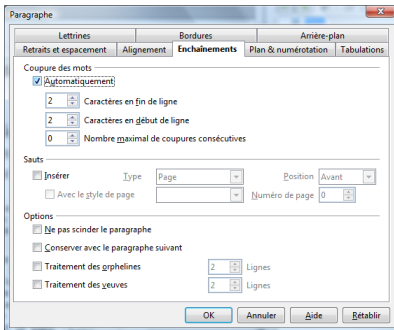 Paragraphe
Lettrines Bordures Arrière-plan
Retraits et espacement Alignement Enchaînements Plan & numérotation Tabulations
Coupure des mots
Automatiquement
2 Caractères en fin de ligne
2 Caractères en début de ligne
0 Nombre maximal de coupures consécutives
Sauts
Insérer Type Page Position Avant
Avec le style de page Numéro de page 0
Options
Ne pas scinder le paragraphe
Conserver avec le paragraphe suivant
Traitement des orphelines 2 Lignes
Traitement des veuves 2 Lignes
OK Annuler Aide Rétablir